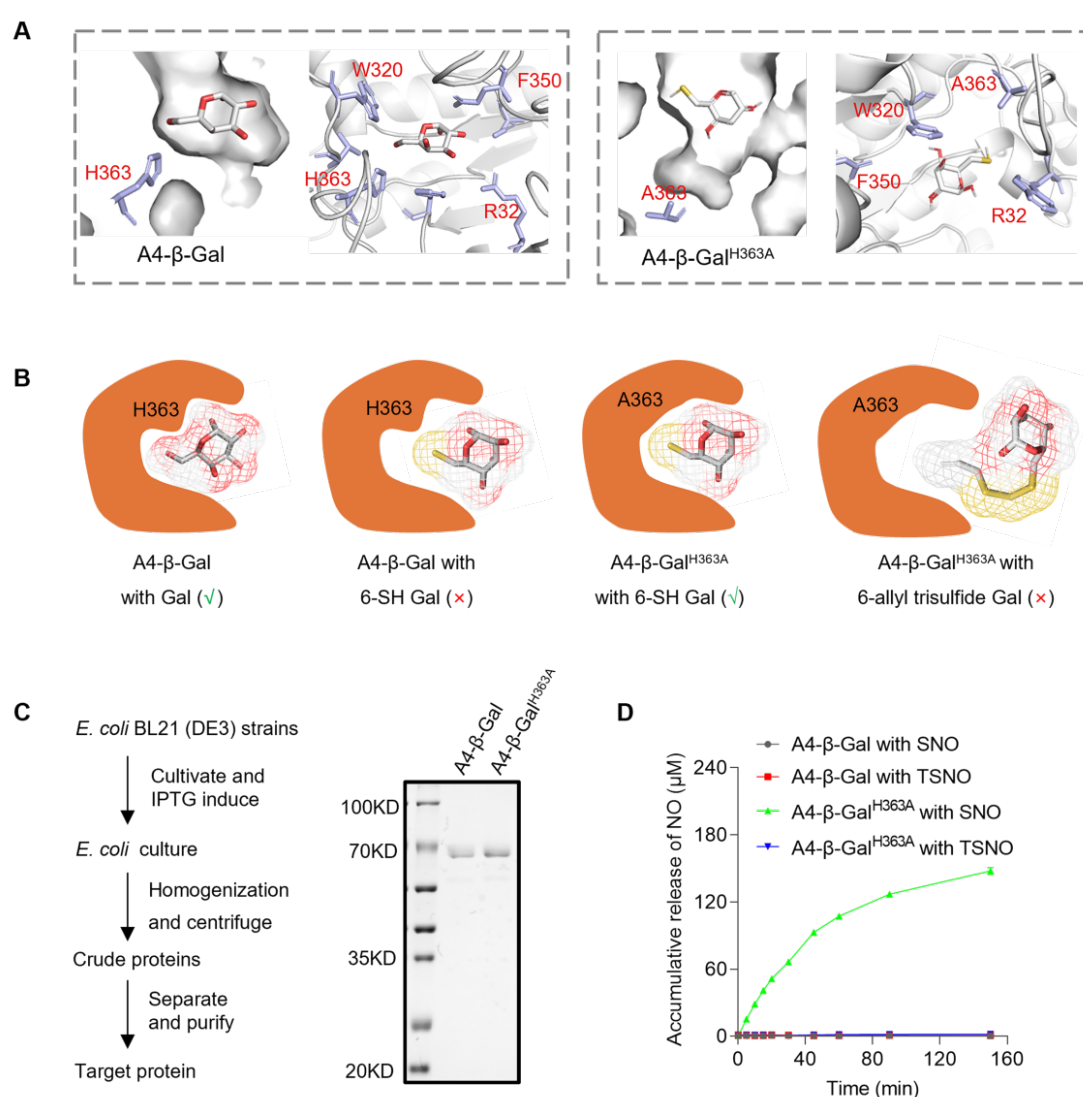 A
W320
F350
H363
H363
R32
A4-β-Gal
A363
W320
F350
A363
R32
A4-β-Gal^H363A
B
H363
H363
A363
A363
A4-β-Gal
with Gal (√)
A4-β-Gal with
6-SH Gal (×)
A4-β-Gal^H363A
with 6-SH Gal (√)
A4-β-Gal^H363A with
6-allyl trisulfide Gal (×)
C
E. coli BL21 (DE3) strains
Cultivate and
IPTG induce
E. coli culture
Homogenization
and centrifuge
Crude proteins
Separate
and purify
Target protein
A4-β-Gal
A4-β-Gal^H363A
100KD
70KD
35KD
20KD
D
A4-β-Gal with SNO
A4-β-Gal with TSNO
A4-β-Gal^H363A with SNO
A4-β-Gal^H363A with TSNO
Accumulative release of NO (μM)
240
180
120
60
0
0
40
80
120
160
Time (min)